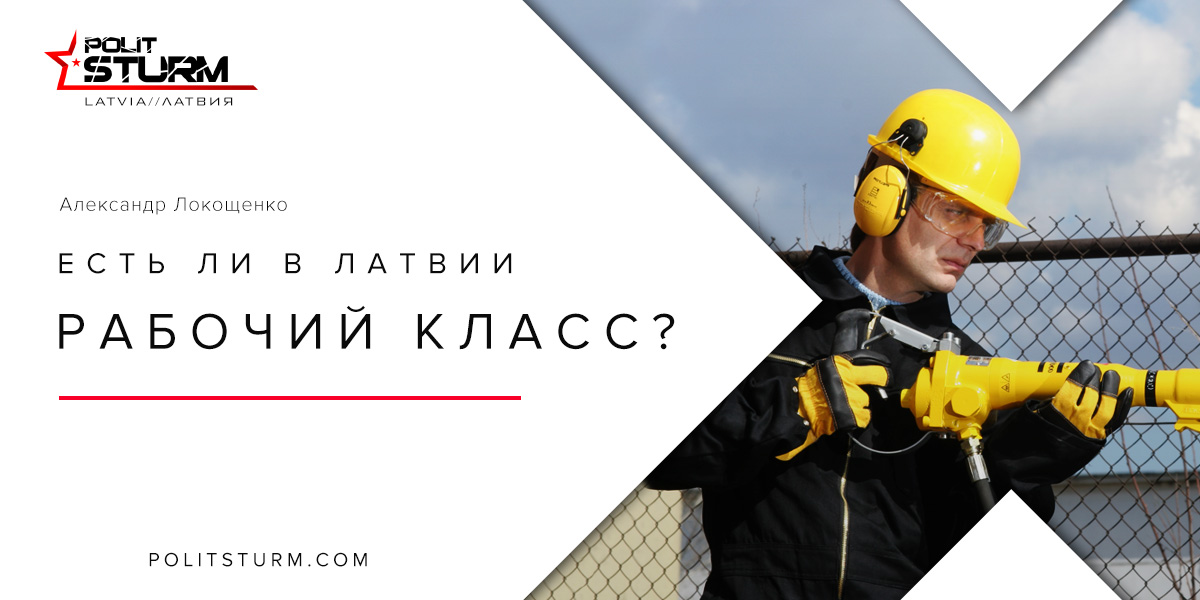 POLIT
STURM
LATVIA//ЛАТВИЯ
Александр Локощенко
ЕСТЬ ЛИ В ЛАТВИИ
РАБОЧИЙ КЛАСС?
POLITSTURM.COM